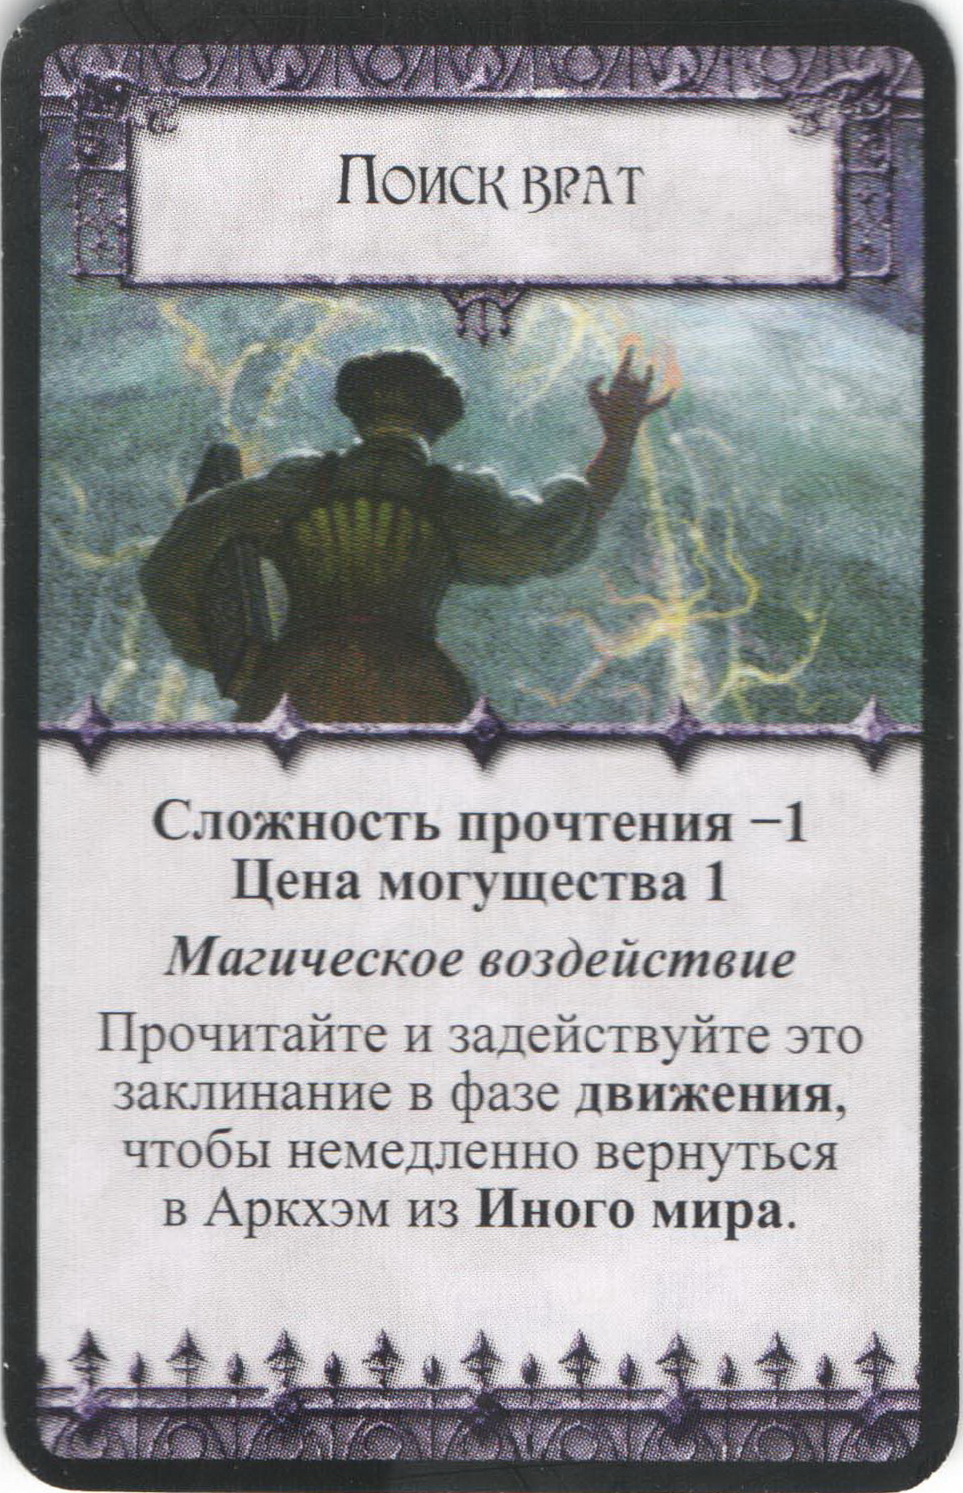 Поиск врат
Сложность прочтения −1
Цена могущества 1
Магическое воздействие
Прочитайте и задействуйте это
заклинание в фазе движения,
чтобы немедленно вернуться
в Аркхэм из Иного мира.